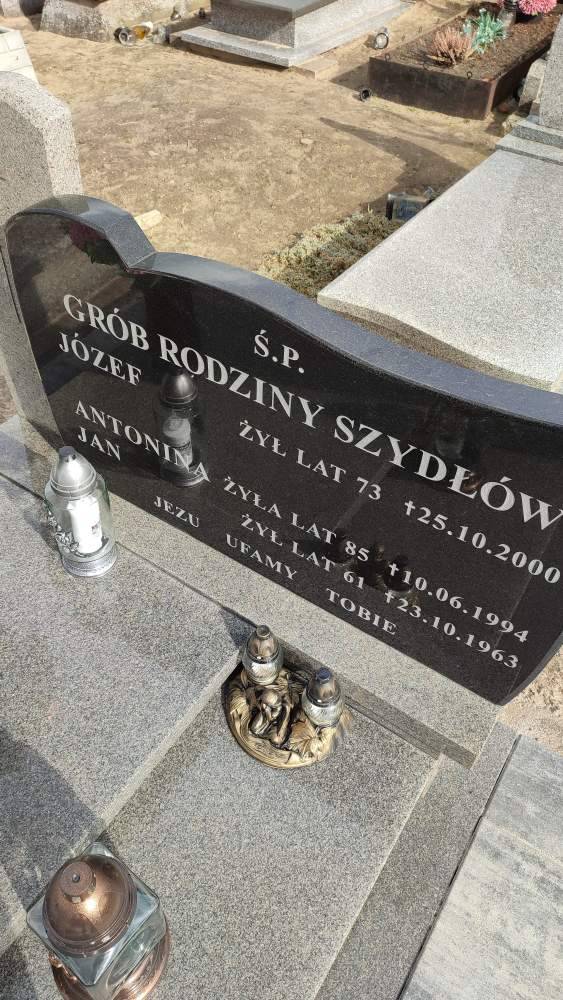 Ś.P.
GRÓB RODZINY SZYDŁÓW
JÓZEF ŻYŁ LAT 73 †25.10.2000
ANTONINA ŻYŁA LAT 85 †10.06.1994
JAN ŻYŁ LAT 61 †23.10.1963
JEZU UFAMY TOBIE